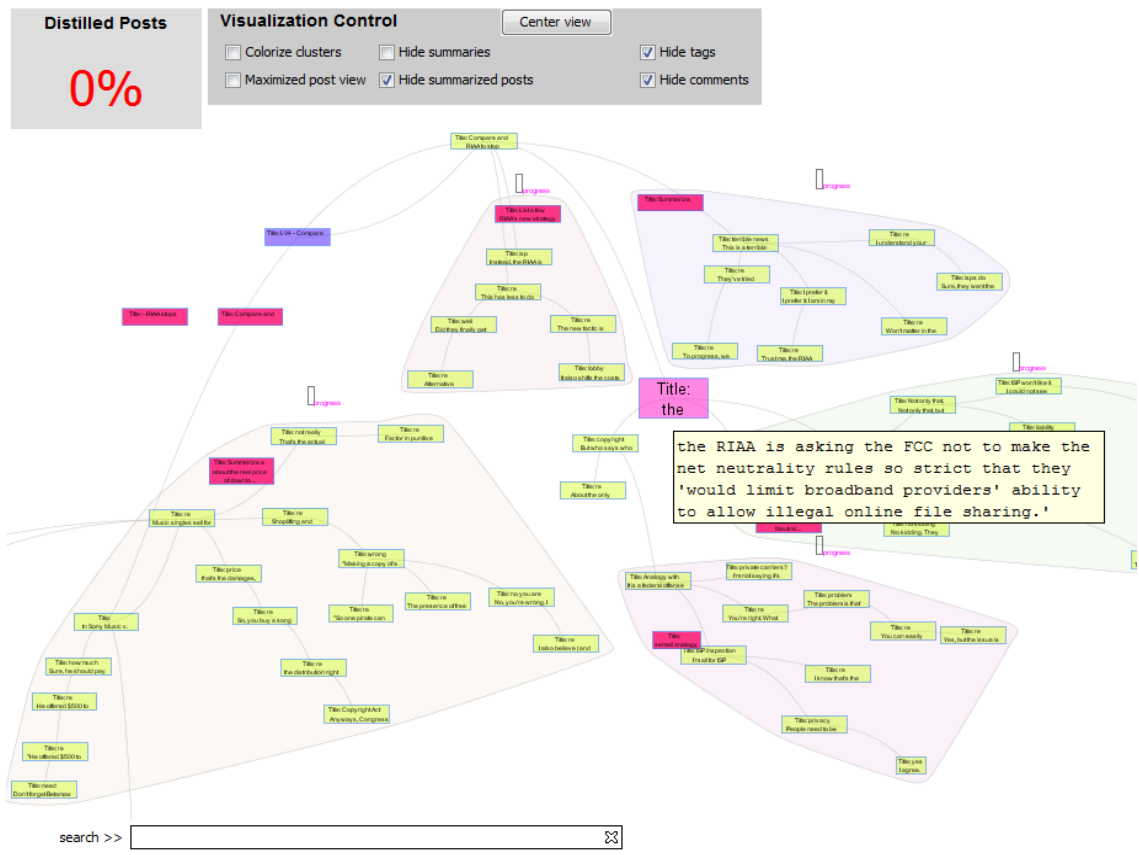 Distilled Posts
0%
Visualization Control
Center view
Colorize clusters
Hide summaries
Hide tags
Maximized post view
Hide summarized posts
Hide comments
Title: Compare and
RIAA to stop
progress
progress
Title: Summarize
Title: List a few
RIAA's new strategy
Title: LV4 - Compare
Title: terrible news
This is a terrible
Title: re
I understand your
Title: isp
Instead, the RIAA is
Title: re
They've tried
Title: isps do
Sure, they want the
Title: re
This has less to do
Title: I prefer it,
I prefer it. I am in my
Title: - RIAA stops
Title: Compare and
Title: well
Did they finally get
Title: re
The new tactic is
Title: re
Won't matter in the
Title: re
To progress, we
Title: re
Trust me, the RIAA
progress
Title: re
Alternative
Title: lobby
It also shifts the costs
Title:
the
Title: ISP won't like it
I could not see
progress
Title: Not only that,
Not only that, but
Title: not really
That's the actual
Title: re
Factor in punitive
Title: copyright
But who says who
Title: liability
the RIAA is asking the FCC not to make the
net neutrality rules so strict that they
'would limit broadband providers' ability
to allow illegal online file sharing.'
Title: Summarize is
about the real price
of downlo...
Title: re
About the only
Title: re
Music singles sell for
Title: re
Shoplifting and
Neutral...
No kidding. They
progress
Title: wrong
"Making a copy of a
Title: price
that's the damages,
Title: Analogy with
It is a federal offense
Title: private carriers?
I'm not saying it's
Title: no you are
No, you're wrong. I
Title: re
The presence of free
Title: problem
The problem is that
Title: re
So, you buy a song
Title: re
"So one pirate can
Title: re
You're right. What
Title:
In Sony Music v.
Title: re
You can easily
Title: re
Yes, but the issue is
Title: re
I also believe (and
Title:
Title: ISP inspection
I'm all for ISP
Title: how much
Sure, he should pay
Title: re
the distribution right
Title: re
I know that's the
Title: re
He offered $500 to
Title: Copyright Act
Anyways, Congress
Title: privacy
People need to be
Title: re
"He offered $500 to
Title: yes
I agree.
Title: need
Don't forget Betamax
search >>